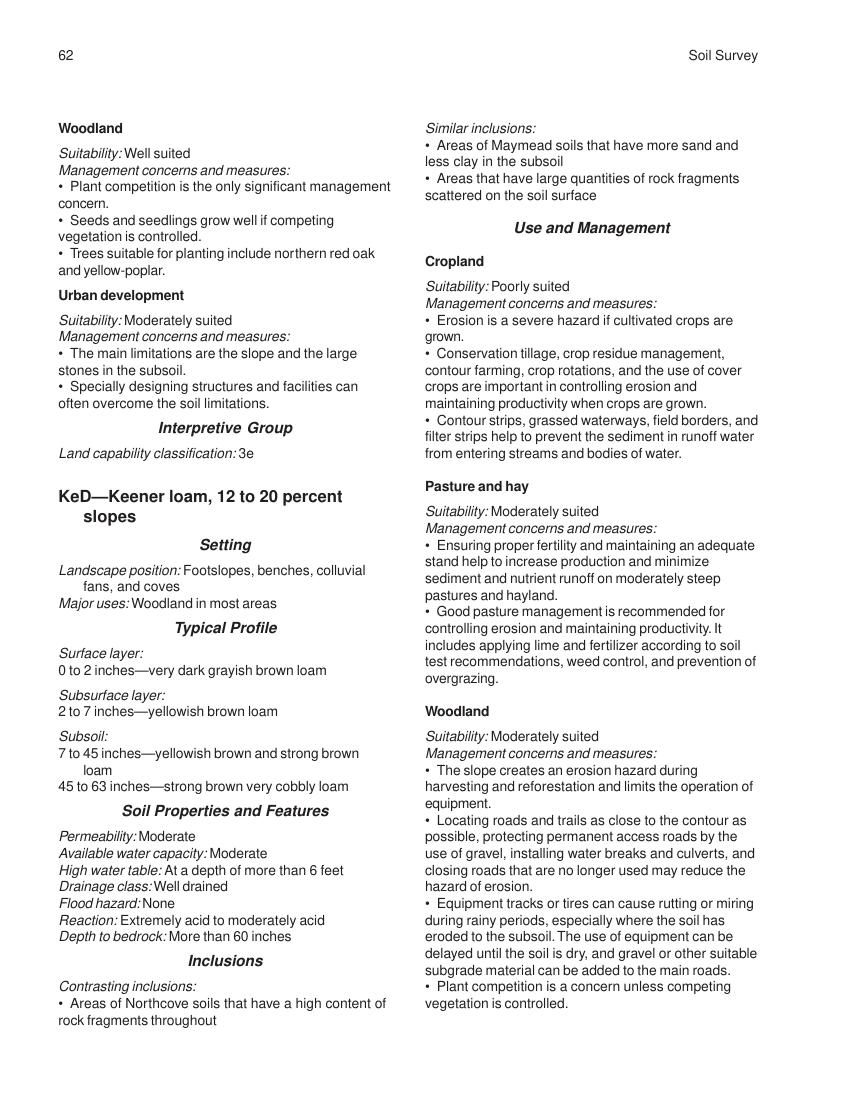 62
Soil Survey
Woodland
Suitability: Well suited
Management concerns and measures:
• Plant competition is the only significant management
concern.
• Seeds and seedlings grow well if competing
vegetation is controlled.
• Trees suitable for planting include northern red oak
and yellow-poplar.
Urban development
Suitability: Moderately suited
Management concerns and measures:
• The main limitations are the slope and the large
stones in the subsoil.
• Specially designing structures and facilities can
often overcome the soil limitations.
Interpretive Group
Land capability classification: 3e
KeD—Keener loam, 12 to 20 percent
slopes
Setting
Landscape position: Footslopes, benches, colluvial
fans, and coves
Major uses: Woodland in most areas
Typical Profile
Surface layer:
0 to 2 inches—very dark grayish brown loam
Subsurface layer:
2 to 7 inches—yellowish brown loam
Subsoil:
7 to 45 inches—yellowish brown and strong brown
loam
45 to 63 inches—strong brown very cobbly loam
Soil Properties and Features
Permeability: Moderate
Available water capacity: Moderate
High water table: At a depth of more than 6 feet
Drainage class: Well drained
Flood hazard: None
Reaction: Extremely acid to moderately acid
Depth to bedrock: More than 60 inches
Inclusions
Contrasting inclusions:
• Areas of Northcove soils that have a high content of
rock fragments throughout
Similar inclusions:
• Areas of Maymead soils that have more sand and
less clay in the subsoil
• Areas that have large quantities of rock fragments
scattered on the soil surface
Use and Management
Cropland
Suitability: Poorly suited
Management concerns and measures:
• Erosion is a severe hazard if cultivated crops are
grown.
• Conservation tillage, crop residue management,
contour farming, crop rotations, and the use of cover
crops are important in controlling erosion and
maintaining productivity when crops are grown.
• Contour strips, grassed waterways, field borders, and
filter strips help to prevent the sediment in runoff water
from entering streams and bodies of water.
Pasture and hay
Suitability: Moderately suited
Management concerns and measures:
• Ensuring proper fertility and maintaining an adequate
stand help to increase production and minimize
sediment and nutrient runoff on moderately steep
pastures and hayland.
• Good pasture management is recommended for
controlling erosion and maintaining productivity. It
includes applying lime and fertilizer according to soil
test recommendations, weed control, and prevention of
overgrazing.
Woodland
Suitability: Moderately suited
Management concerns and measures:
• The slope creates an erosion hazard during
harvesting and reforestation and limits the operation of
equipment.
• Locating roads and trails as close to the contour as
possible, protecting permanent access roads by the
use of gravel, installing water breaks and culverts, and
closing roads that are no longer used may reduce the
hazard of erosion.
• Equipment tracks or tires can cause rutting or miring
during rainy periods, especially where the soil has
eroded to the subsoil. The use of equipment can be
delayed until the soil is dry, and gravel or other suitable
subgrade material can be added to the main roads.
• Plant competition is a concern unless competing
vegetation is controlled.